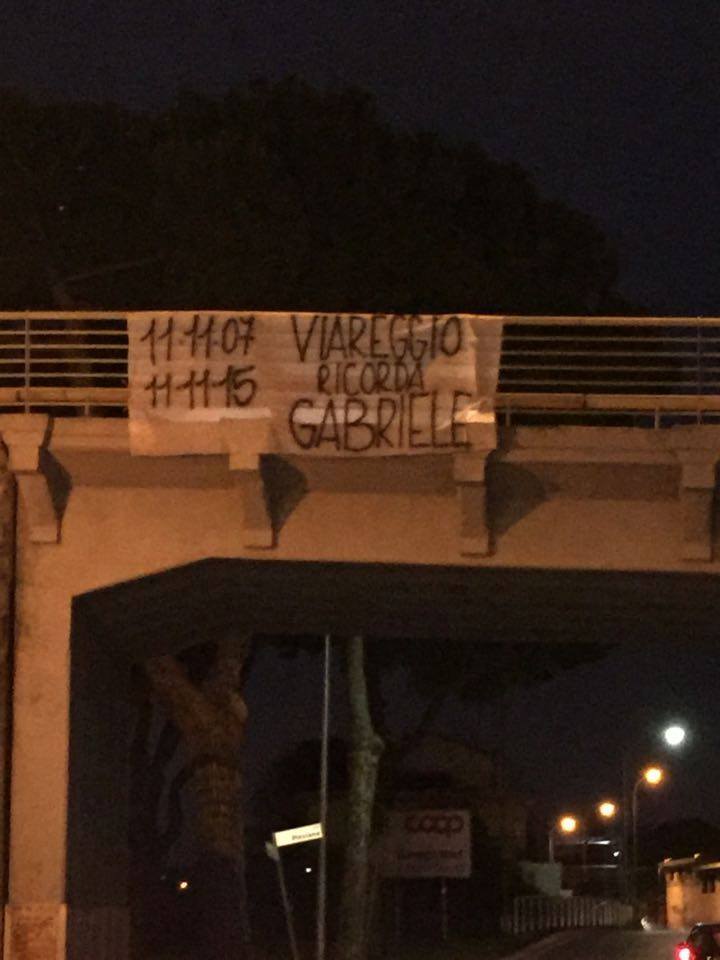 11.11.07 VIAREGGIO
11.11.15 RICORDA
GABRIELE
coop